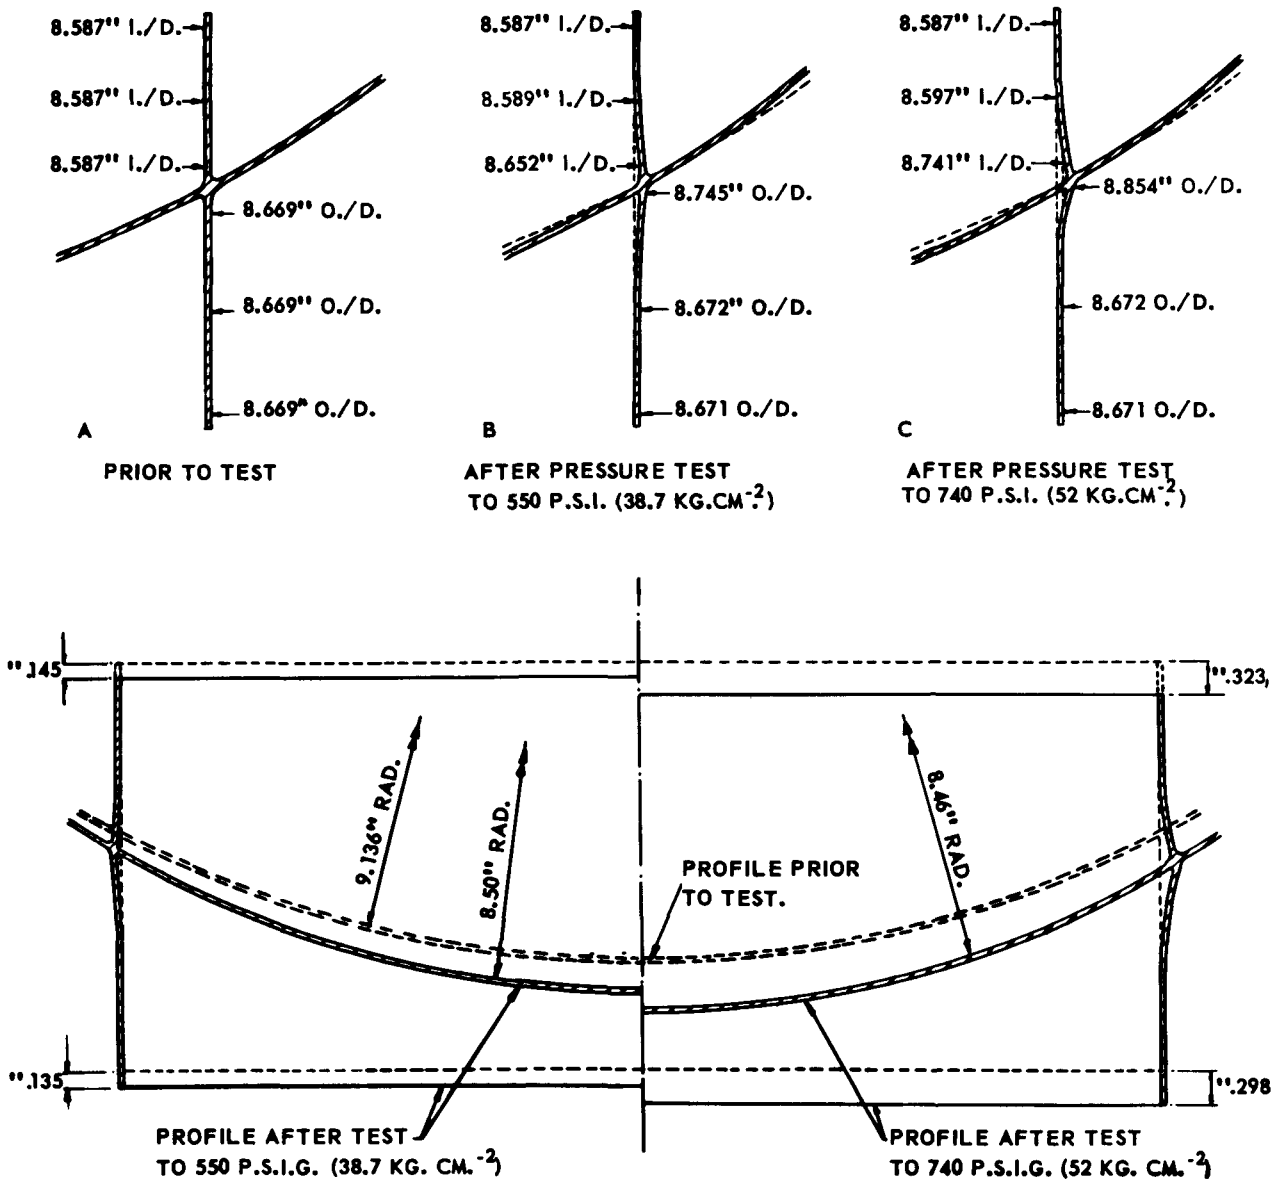 8.587" I./D.
8.587" I./D.
8.587" I./D.
8.669" O./D.
8.669" O./D.
8.669" O./D.
A
PRIOR TO TEST
8.587" I./D.
8.589" I./D.
8.652" I./D.
8.745" O./D.
8.672" O./D.
8.671 O./D.
B
AFTER PRESSURE TEST
TO 550 P.S.I. (38.7 KG.CM.⁻²)
8.587" I./D.
8.597" I./D.
8.741" I./D.
8.854" O./D.
8.672 O./D.
8.671 O./D.
C
AFTER PRESSURE TEST
TO 740 P.S.I. (52 KG.CM.⁻²)
".145
".323,
9.136" RAD.
8.50" RAD.
8.46" RAD.
PROFILE PRIOR
TO TEST.
".135
".298
PROFILE AFTER TEST
TO 550 P.S.I.G. (38.7 KG. CM.⁻²)
PROFILE AFTER TEST
TO 740 P.S.I.G. (52 KG. CM.⁻²)